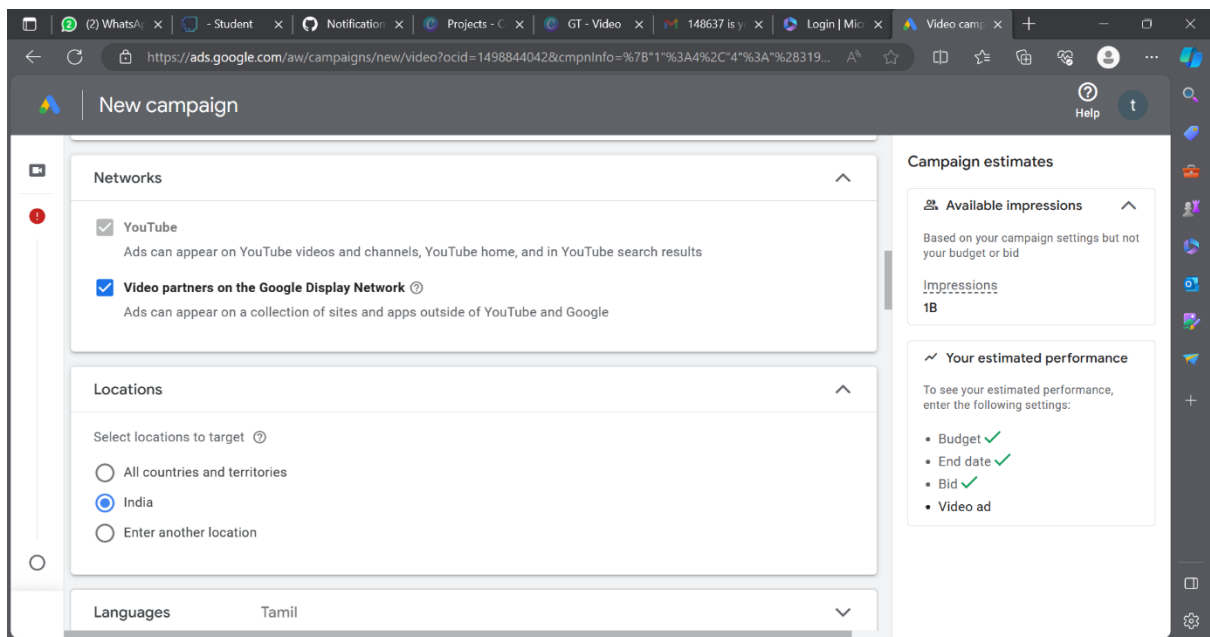 (2) WhatsAp
- Student
Notification
Projects - C
GT - Video
148637 is yo
Login | Micr
Video camp
https://ads.google.com/aw/campaigns/new/video?ocid=1498844042&cmpnInfo=%7B"1"%3A4%2C"4"%3A"%28319...
New campaign
Help
t
Networks
YouTube
Ads can appear on YouTube videos and channels, YouTube home, and in YouTube search results
Video partners on the Google Display Network
Ads can appear on a collection of sites and apps outside of YouTube and Google
Locations
Select locations to target
All countries and territories
India
Enter another location
Languages Tamil
Campaign estimates
Available impressions
Based on your campaign settings but not
your budget or bid
Impressions
1B
Your estimated performance
To see your estimated performance,
enter the following settings:
• Budget
• End date
• Bid
• Video ad